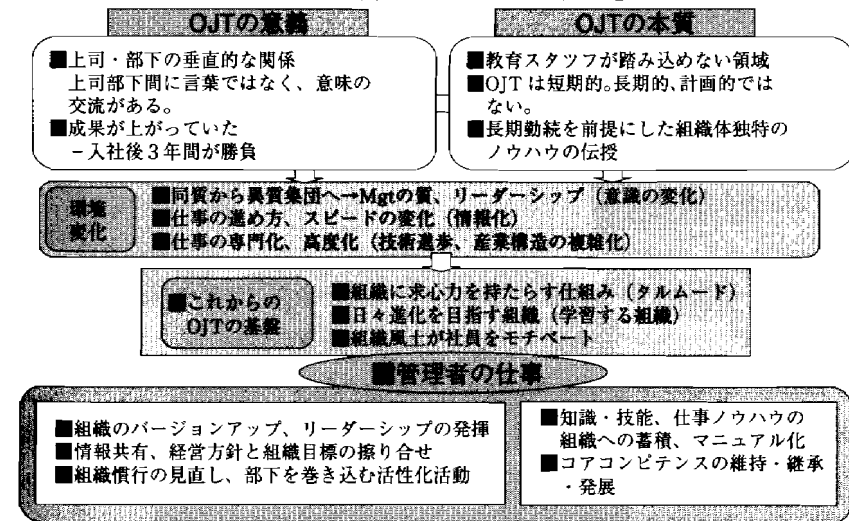 OJTの意義
■上司・部下の垂直的な関係
上司部下間に言葉ではなく、意味の
交流がある。
■成果が上がっていた
－入社後3年間が勝負
OJTの本質
■教育スタッフが踏み込めない領域
■OJTは短期的。長期的、計画的では
ない。
■長期勤続を前提にした組織体独特の
ノウハウの伝授
環境
変化
■同質から異質集団へ→Mgtの質、リーダーシップ（意識の変化）
■仕事の進め方、スピードの変化（情報化）
■仕事の専門化、高度化（技術進歩、産業構造の複雑化）
■これからの
OJTの基盤
■組織に求心力を持たらす仕組み（タルムード）
■日々進化を目指す組織（学習する組織）
■組織風土が社員をモチベート
■管理者の仕事
■組織のバージョンアップ、リーダーシップの発揮
■情報共有、経営方針と組織目標の擦り合せ
■組織慣行の見直し、部下を巻き込む活性化活動
■知識・技能、仕事ノウハウの
組織への蓄積、マニュアル化
■コアコンピテンスの維持・継承
・発展